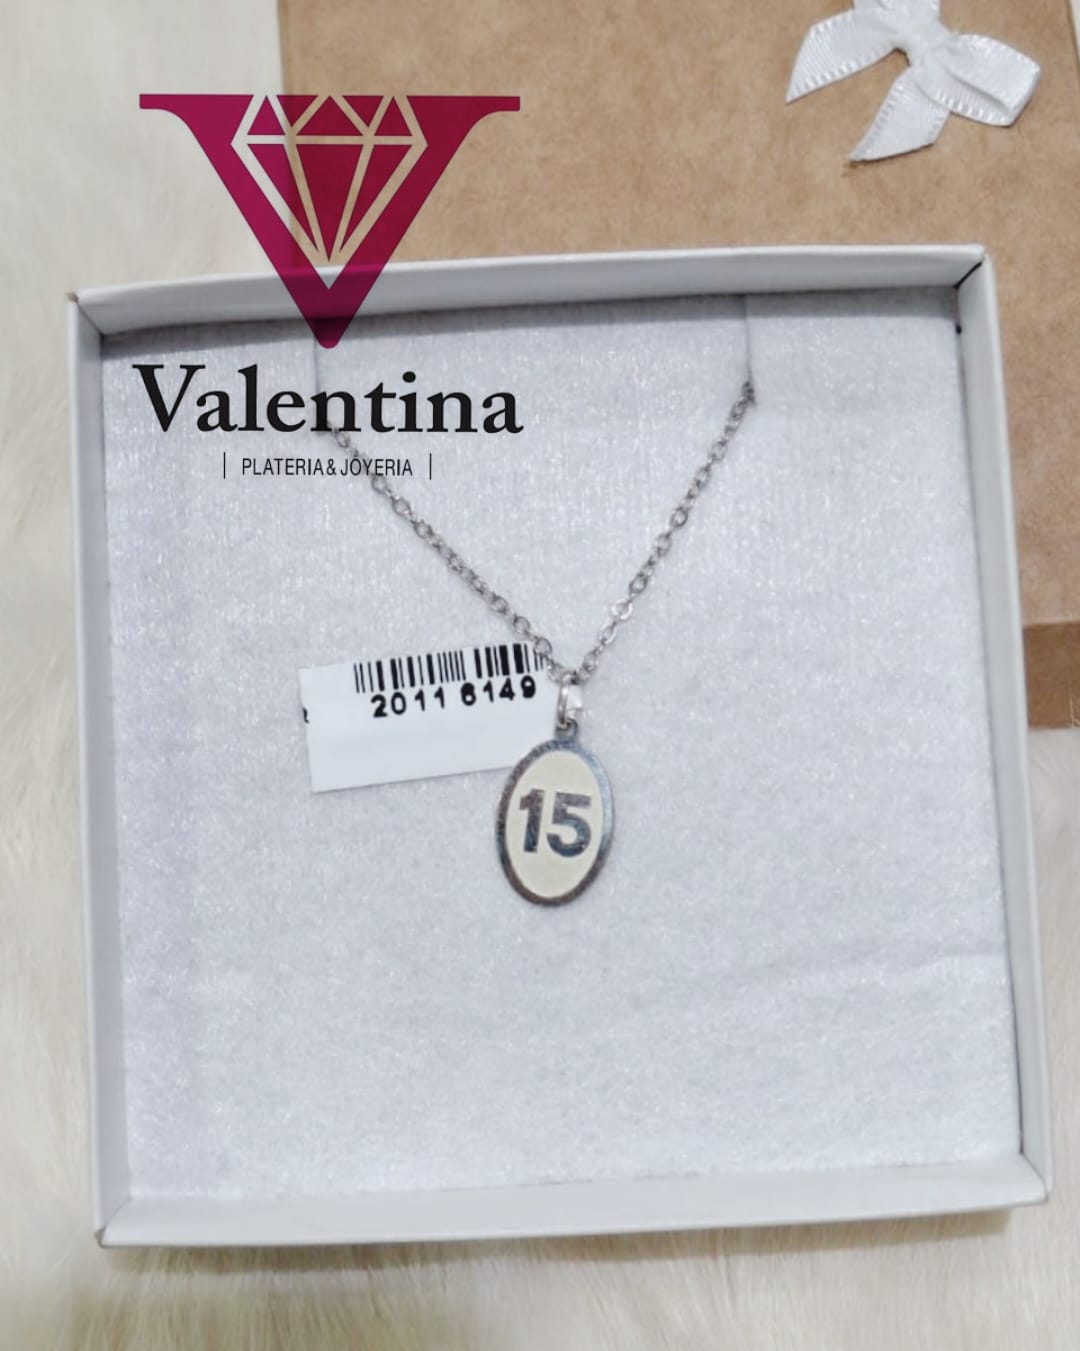 Valentina
| PLATERIA & JOYERIA |
2011 6149
15